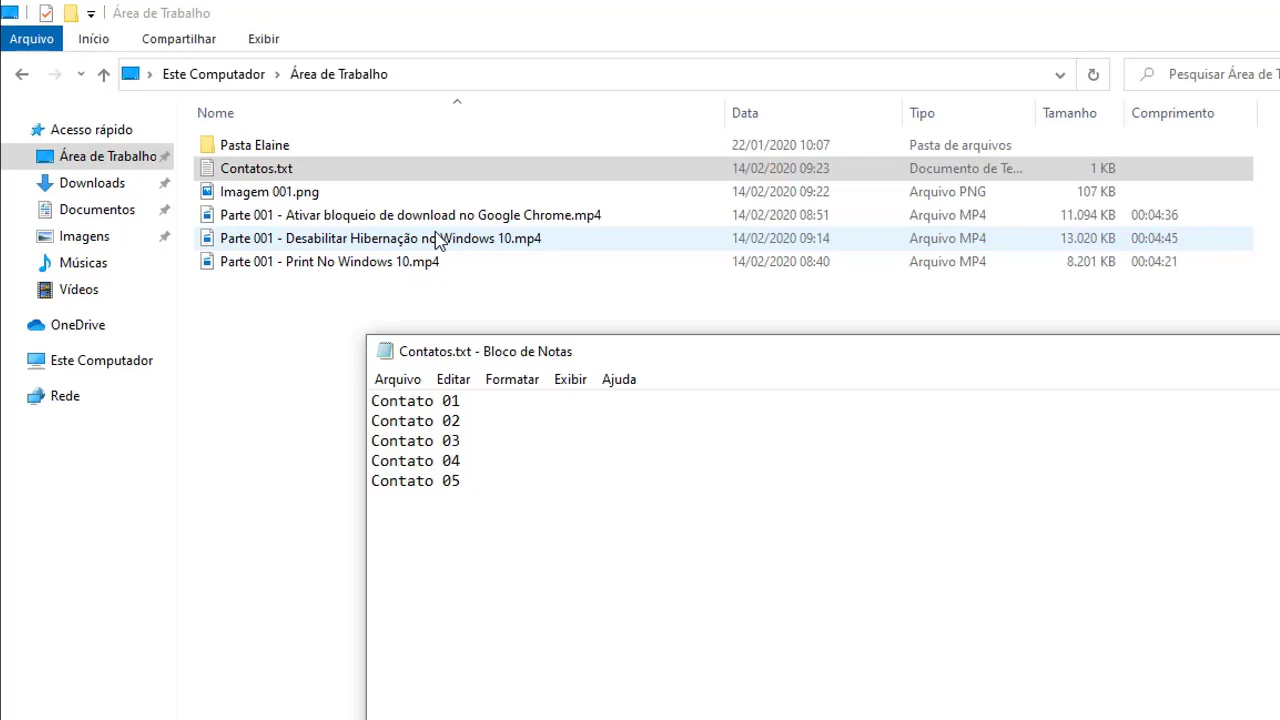 Área de Trabalho
Arquivo Início Compartilhar Exibir
Este Computador Área de Trabalho Pesquisar Área de
Nome Data Tipo Tamanho Comprimento
Acesso rápido
Área de Trabalho
Downloads
Documentos
Imagens
Músicas
Vídeos
OneDrive
Este Computador
Rede
Pasta Elaine 22/01/2020 10:07 Pasta de arquivos
Contatos.txt 14/02/2020 09:23 Documento de Te... 1 KB
Imagem 001.png 14/02/2020 09:22 Arquivo PNG 107 KB
Parte 001 - Ativar bloqueio de download no Google Chrome.mp4 14/02/2020 08:51 Arquivo MP4 11.094 KB 00:04:36
Parte 001 - Desabilitar Hibernação no Windows 10.mp4 14/02/2020 09:14 Arquivo MP4 13.020 KB 00:04:45
Parte 001 - Print No Windows 10.mp4 14/02/2020 08:40 Arquivo MP4 8.201 KB 00:04:21
Contatos.txt - Bloco de Notas
Arquivo Editar Formatar Exibir Ajuda
Contato 01
Contato 02
Contato 03
Contato 04
Contato 05